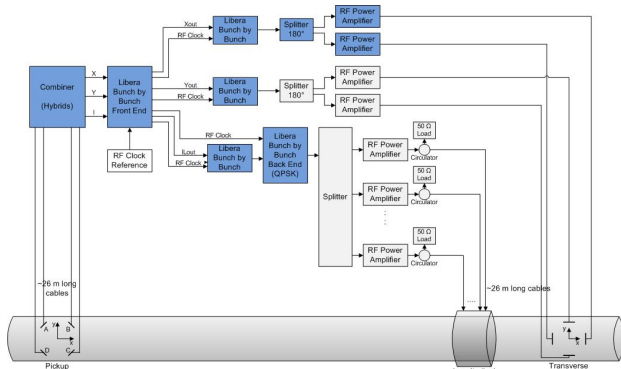 Combiner
(Hybrids)
X
Y
I
Libera
Bunch by
Bunch
Front End
RF Clock
Reference
Xout
RF Clock
Libera
Bunch by
Bunch
Splitter
180°
RF Power
Amplifier
RF Power
Amplifier
Yout
RF Clock
Libera
Bunch by
Bunch
Splitter
180°
RF Power
Amplifier
RF Power
Amplifier
RF Clock
ILout
RF Clock
Libera
Bunch by
Bunch
Libera
Bunch by
Bunch
Back End
(QPSK)
Splitter
RF Power
Amplifier
50 Ω
Load
Circulator
RF Power
Amplifier
50 Ω
Load
Circulator
RF Power
Amplifier
50 Ω
Load
Circulator
~26 m long
cables
~26 m long
cables
A
B
D
C
y
x
Pickup
y
x
Transverse